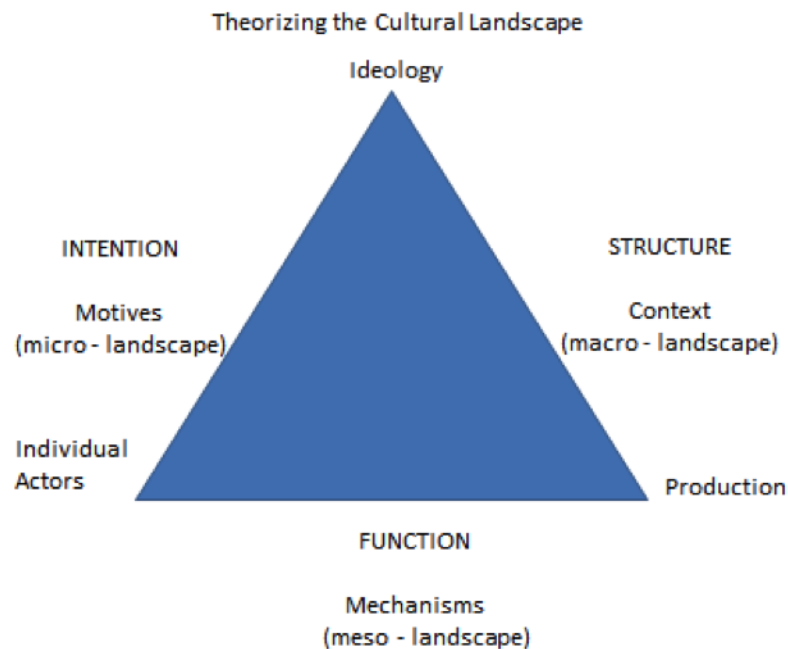 Theorizing the Cultural Landscape
Ideology
INTENTION
STRUCTURE
Motives
(micro - landscape)
Context
(macro - landscape)
Individual
Actors
Production
FUNCTION
Mechanisms
(meso - landscape)